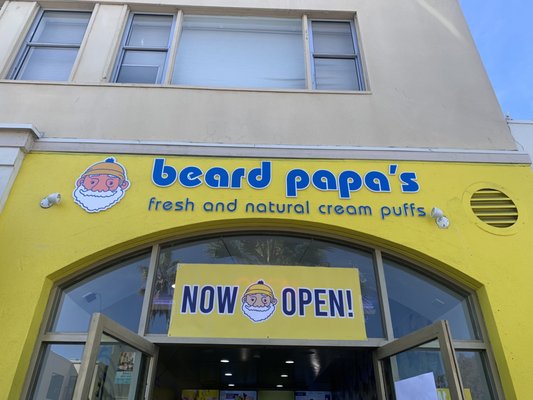 beard papa's
fresh and natural cream puffs
NOW OPEN!